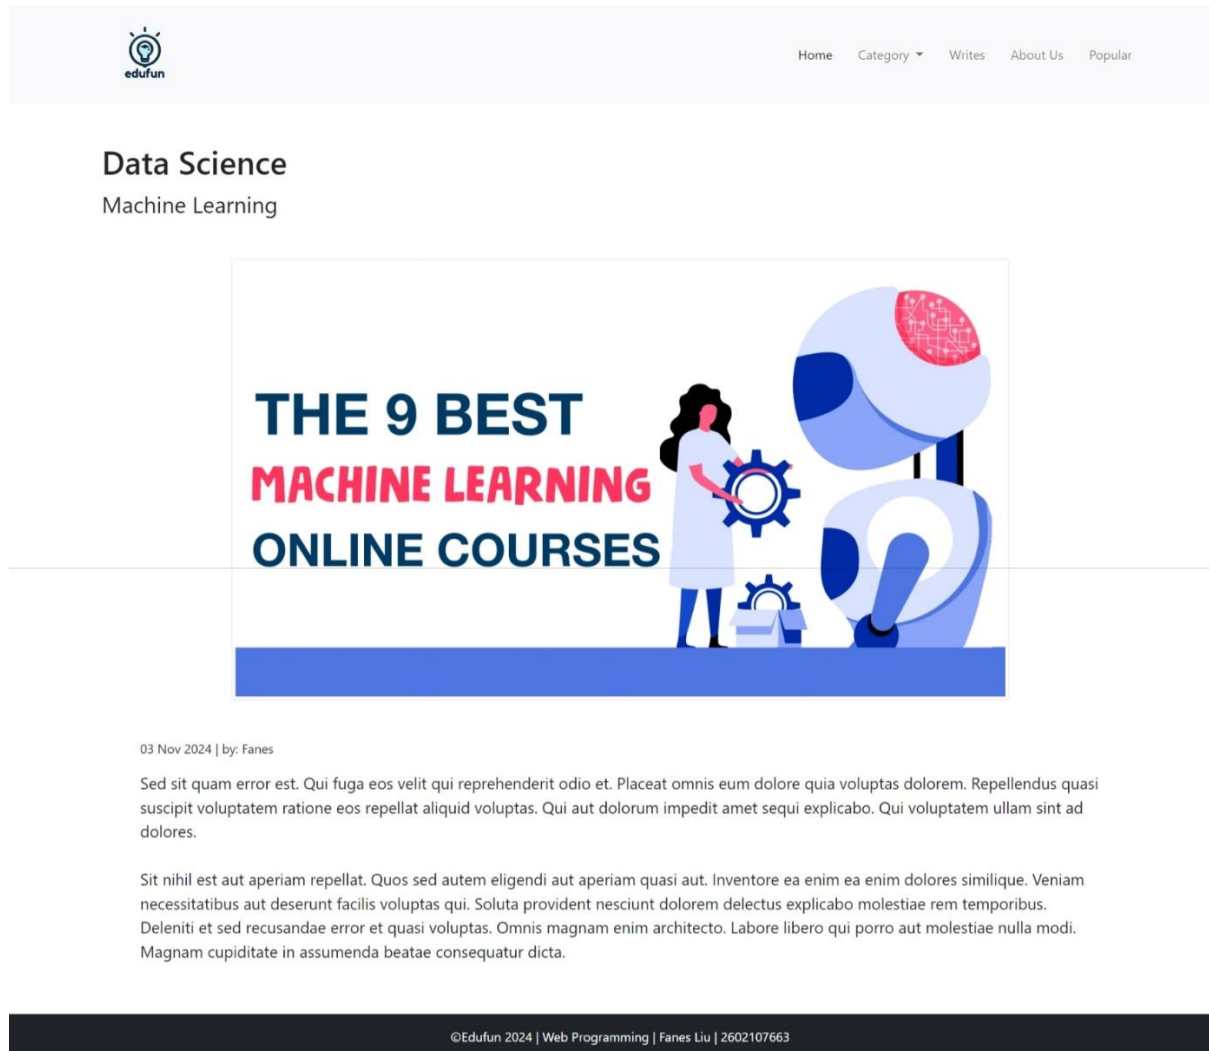 edufun
Home Category Writes About Us Popular
Data Science
Machine Learning
THE 9 BEST
MACHINE LEARNING
ONLINE COURSES
03 Nov 2024 | by: Fanes
Sed sit quam error est. Qui fuga eos velit qui reprehenderit odio et. Placeat omnis eum dolore quia voluptas dolorem. Repellendus quasi
suscipit voluptatem ratione eos repellat aliquid voluptas. Qui aut dolorum impedit amet sequi explicabo. Qui voluptatem ullam sint ad
dolores.
Sit nihil est aut aperiam repellat. Quos sed autem eligendi aut aperiam quasi aut. Inventore ea enim ea enim dolores similique. Veniam
necessitatibus aut deserunt facilis voluptas qui. Soluta provident nesciunt dolorem delectus explicabo molestiae rem temporibus.
Deleniti et sed recusandae error et quasi voluptas. Omnis magnam enim architecto. Labore libero qui porro aut molestiae nulla modi.
Magnam cupiditate in assumenda beatae consequatur dicta.
©Edufun 2024 | Web Programming | Fanes Liu | 2602107663